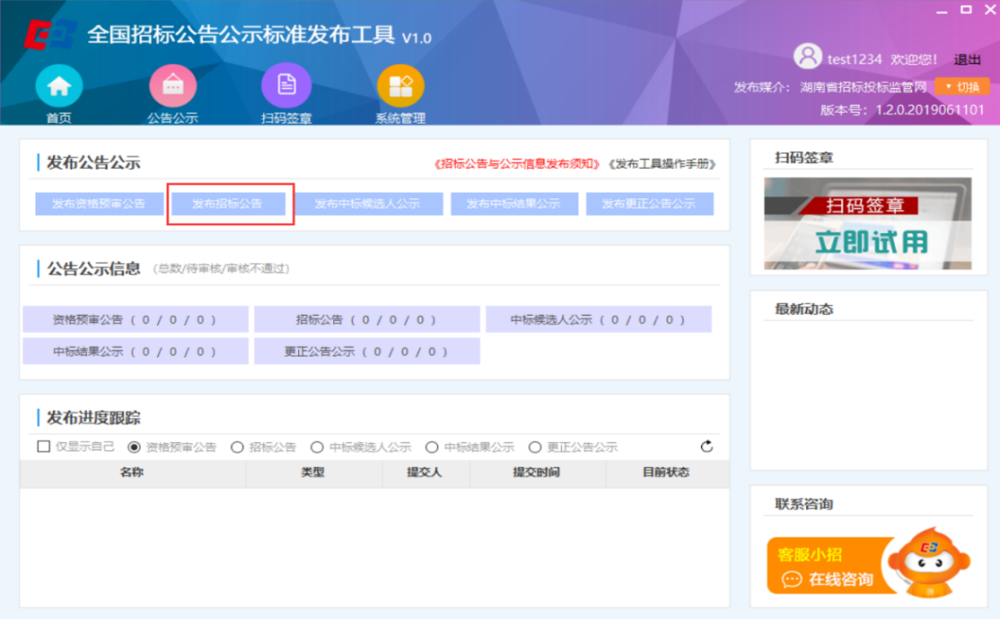 全国招标公告公示标准发布工具 V1.0
test1234 欢迎您! 退出
发布媒介: 湖南省招标投标监管网 切换
版本号: 1.2.0.2019061101
首页 公告公示 扫码签章 系统管理
发布公告公示 《招标公告与公示信息发布须知》 《发布工具操作手册》
发布资格预审公告 发布招标公告 发布中标候选人公示 发布中标结果公示 发布更正公告公示
公告公示信息 (总数/待审核/审核不通过)
资格预审公告 ( 0 / 0 / 0 ) 招标公告 ( 0 / 0 / 0 ) 中标候选人公示 ( 0 / 0 / 0 )
中标结果公示 ( 0 / 0 / 0 ) 更正公告公示 ( 0 / 0 / 0 )
发布进度跟踪
仅显示自己 资格预审公告 招标公告 中标候选人公示 中标结果公示 更正公告公示
名称 类型 提交人 提交时间 目前状态
扫码签章
扫码签章
立即试用
最新动态
联系咨询
客服小招
在线咨询